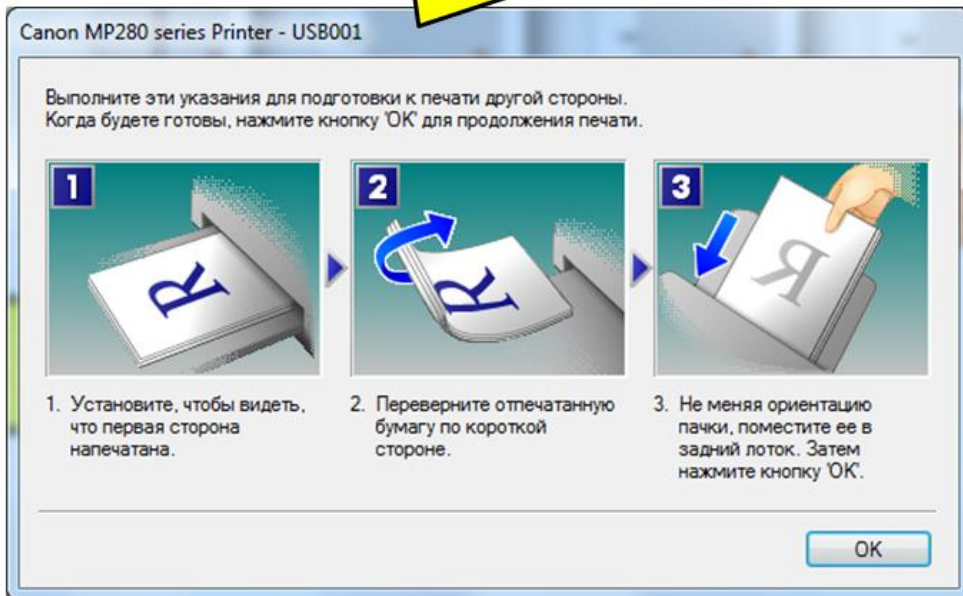 Canon MP280 series Printer - USB001
Выполните эти указания для подготовки к печати другой стороны.
Когда будете готовы, нажмите кнопку 'OK' для продолжения печати.
1
R
2
R
3
R
1. Установите, чтобы видеть,
что первая сторона
напечатана.
2. Переверните отпечатанную
бумагу по короткой
стороне.
3. Не меняя ориентацию
пачки, поместите ее в
задний лоток. Затем
нажмите кнопку 'OK'.
OK